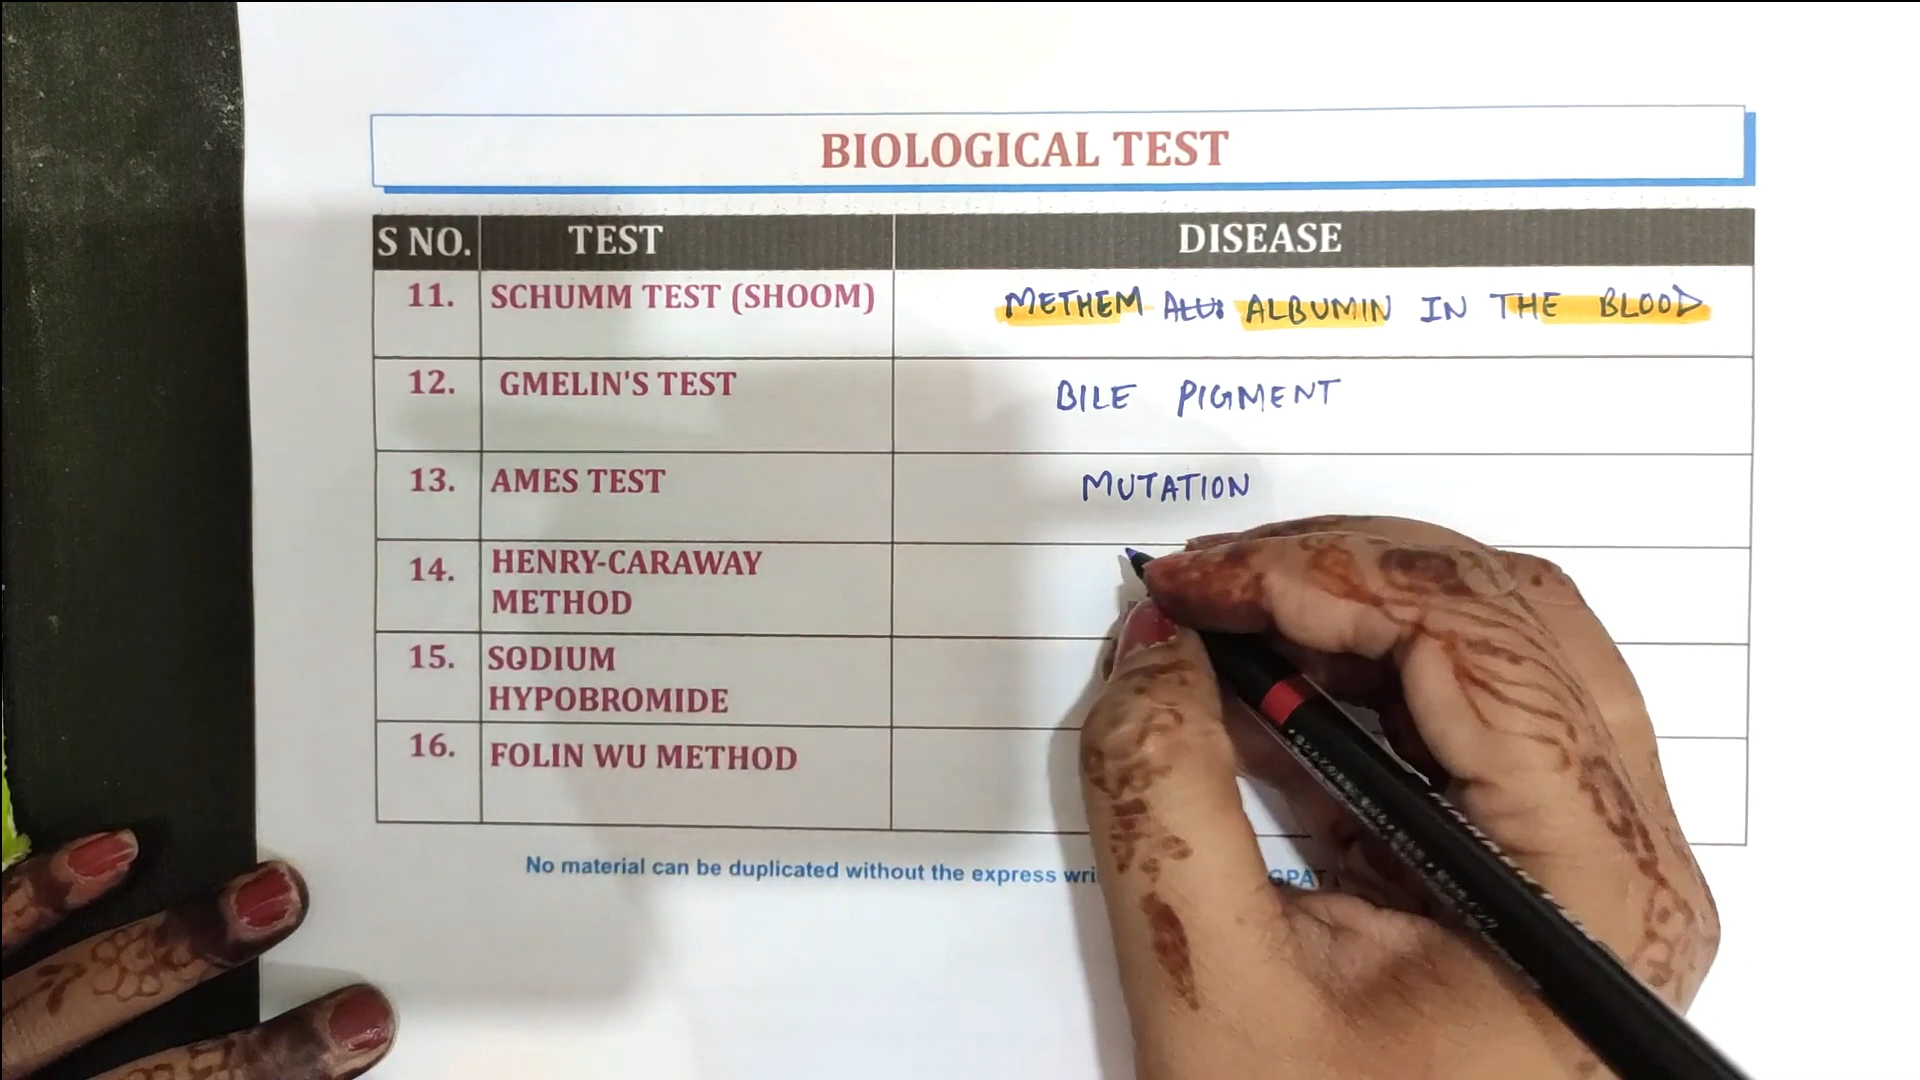 BIOLOGICAL TEST
S NO. TEST DISEASE
11. SCHUMM TEST (SHOOM) METHEM ALBUMIN IN THE BLOOD
12. GMELIN'S TEST BILE PIGMENT
13. AMES TEST MUTATION
14. HENRY-CARAWAY METHOD
15. SODIUM HYPOBROMIDE
16. FOLIN WU METHOD
No material can be duplicated without the express wri GPAT